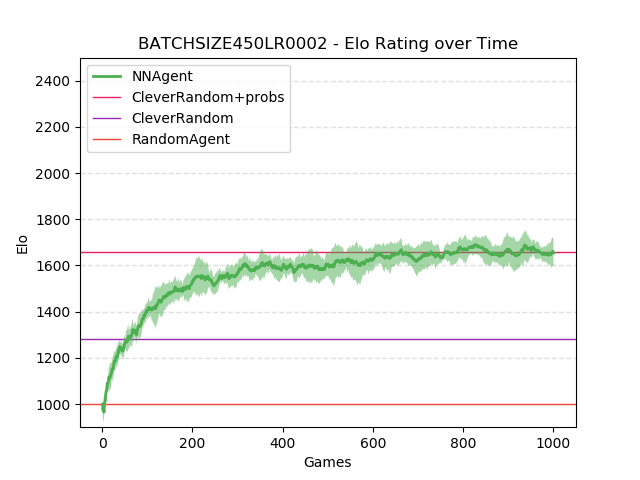 BATCHSIZE450LR0002 - Elo Rating over Time
NNAgent
CleverRandom+probs
CleverRandom
RandomAgent
Elo
2400
2200
2000
1800
1600
1400
1200
1000
0 200 400 600 800 1000
Games